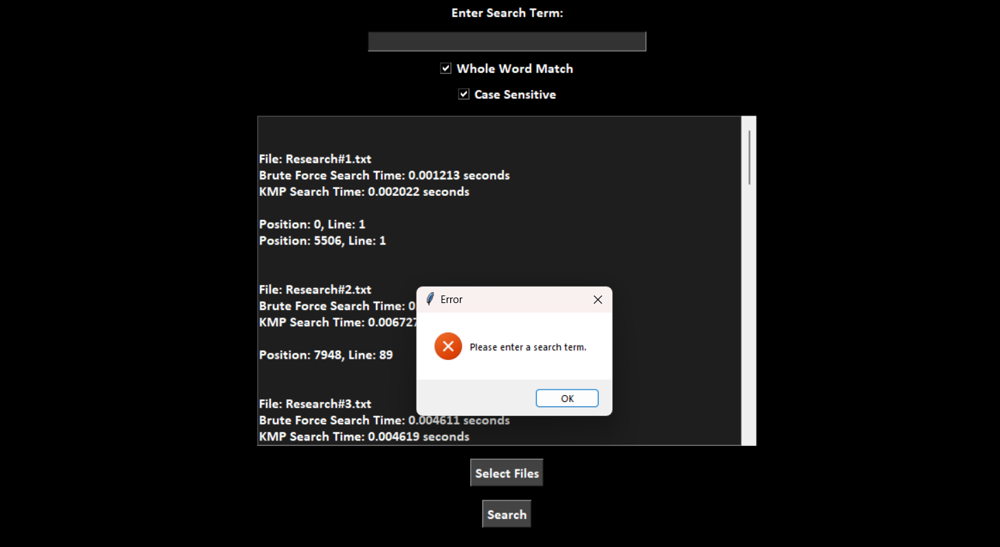 Enter Search Term:
Whole Word Match
Case Sensitive
File: Research#1.txt
Brute Force Search Time: 0.001213 seconds
KMP Search Time: 0.002022 seconds
Position: 0, Line: 1
Position: 5506, Line: 1
File: Research#2.txt
Brute Force Search Time:
KMP Search Time: 0.006727
Position: 7948, Line: 89
File: Research#3.txt
Brute Force Search Time: 0.004611 seconds
KMP Search Time: 0.004619 seconds
Error
Please enter a search term.
OK
Select Files
Search